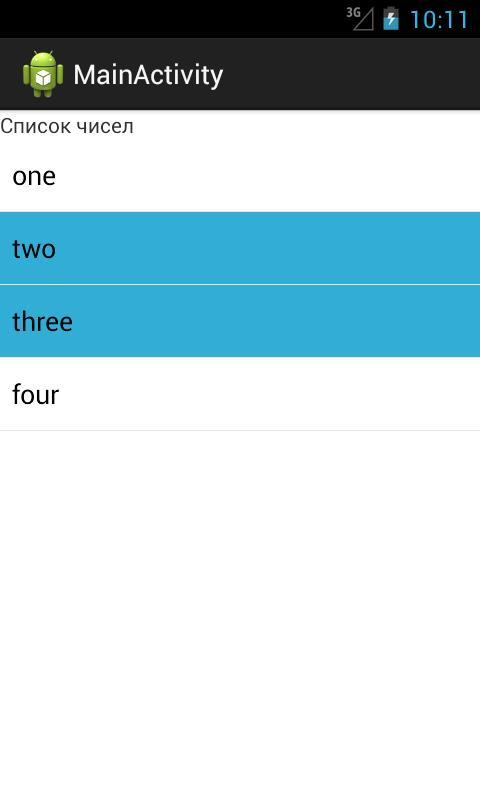 3G 10:11
MainActivity
Список чисел
one
two
three
four